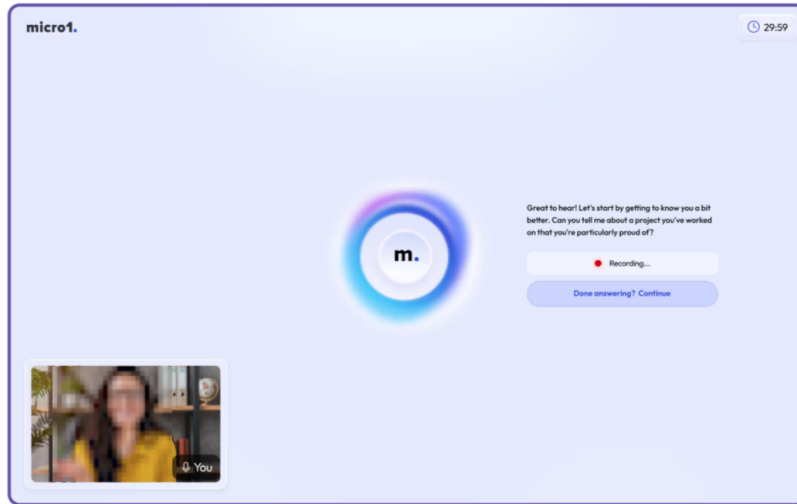 micro1.
29:59
Great to hear! Let's start by getting to know you a bit
better. Can you tell me about a project you've worked
on that you're particularly proud of?
m.
Recording...
Done answering? Continue
You